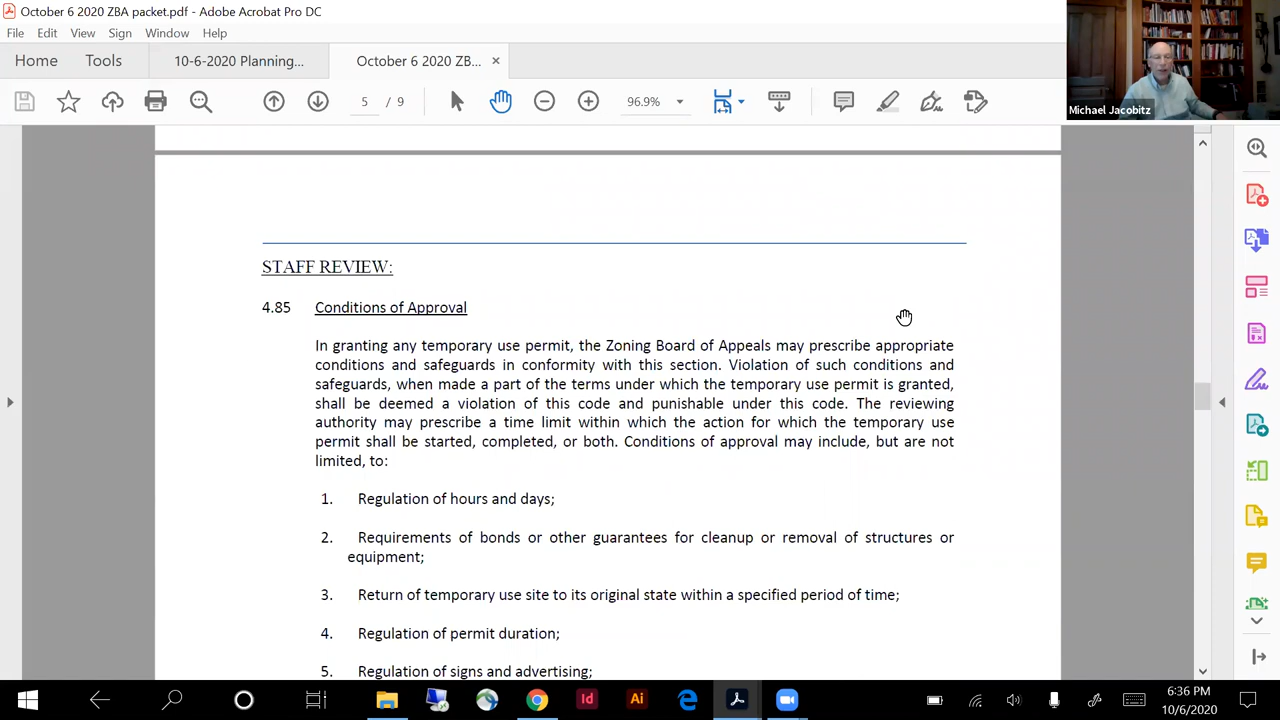 October 6 2020 ZBA packet.pdf - Adobe Acrobat Pro DC
File Edit View Sign Window Help
Home Tools 10-6-2020 Planning... October 6 2020 ZB... ×
5 / 9 96.9%
Michael Jacobitz
STAFF REVIEW:
4.85 Conditions of Approval
In granting any temporary use permit, the Zoning Board of Appeals may prescribe appropriate
conditions and safeguards in conformity with this section. Violation of such conditions and
safeguards, when made a part of the terms under which the temporary use permit is granted,
shall be deemed a violation of this code and punishable under this code. The reviewing
authority may prescribe a time limit within which the action for which the temporary use
permit shall be started, completed, or both. Conditions of approval may include, but are not
limited, to:
1. Regulation of hours and days;
2. Requirements of bonds or other guarantees for cleanup or removal of structures or
equipment;
3. Return of temporary use site to its original state within a specified period of time;
4. Regulation of permit duration;
5. Regulation of signs and advertising;
Id Ai
6:36 PM
10/6/2020